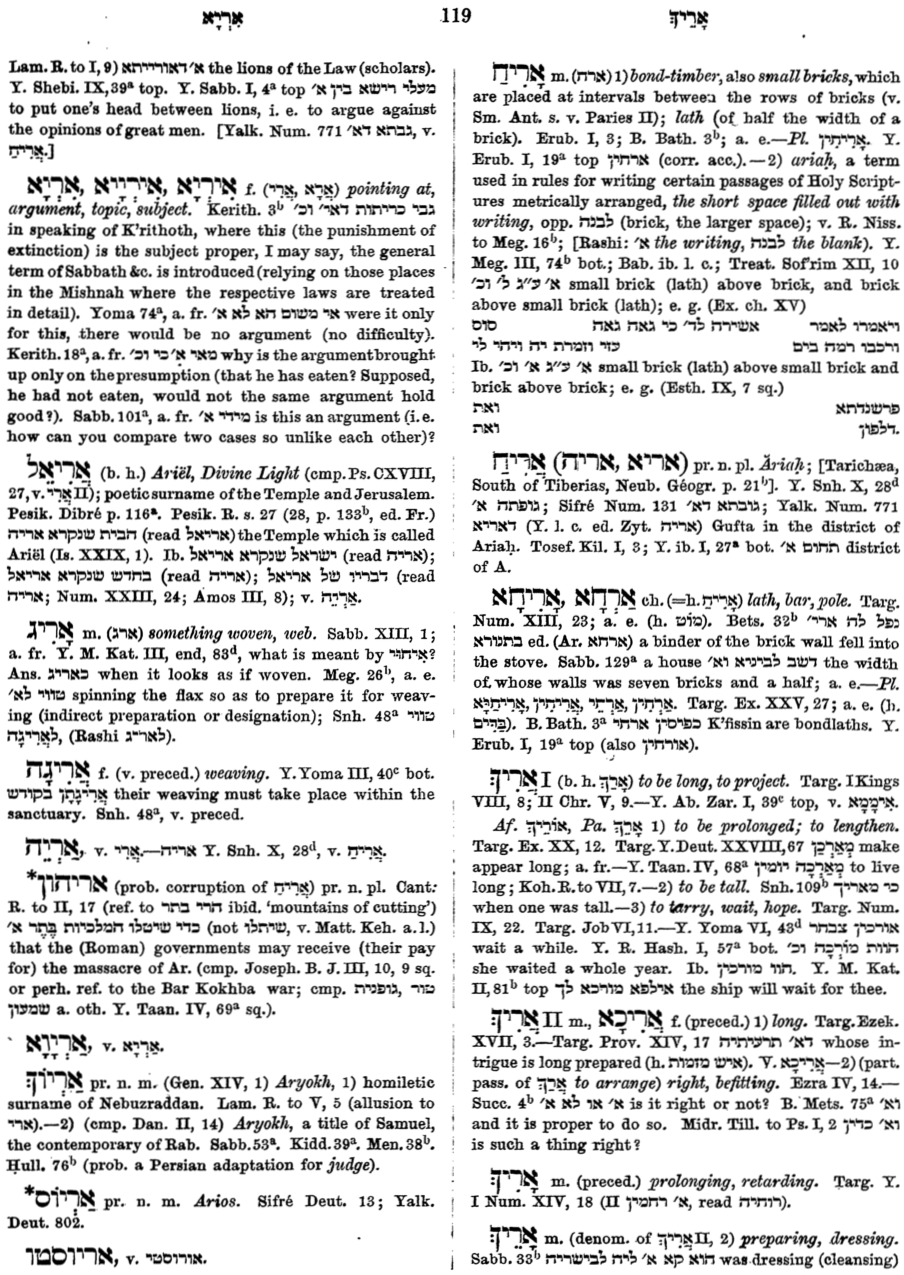 אִרְיָא
119
אָרֵיךְ
Lam. R. to I, 9) א׳ דאורייתא the lions of the Law (scholars).
Y. Shebi. IX, 39ᵃ top. Y. Sabb. I, 4ᵃ top מעלי רישא בין א׳
to put one's head between lions, i. e. to argue against
the opinions of great men. [Yalk. Num. 771 גבתא דא׳, v.
אֲרִיחַ.]
אִירְיָא, אִירְיָיא, אִרְיָא f. (אֲרָא, אֲרֵי) pointing at,
argument, topic, subject. Kerith. 3ᵇ גבי כריתות דאי׳ וכ׳
in speaking of K'rithoth, where this (the punishment of
extinction) is the subject proper, I may say, the general
term of Sabbath &c. is introduced (relying on those places
in the Mishnah where the respective laws are treated
in detail). Yoma 74ᵃ, a. fr. אי משום הא לא א׳ were it only
for this, there would be no argument (no difficulty).
Kerith. 18ᵃ, a. fr. מאי א׳ כי וכ׳ why is the argument brought
up only on the presumption (that he has eaten? Supposed,
he had not eaten, would not the same argument hold
good?). Sabb. 101ᵃ, a. fr. מידי א׳ is this an argument (i. e.
how can you compare two cases so unlike each other)?
אֲרִיאֵל (b. h.) Ariël, Divine Light (cmp. Ps. CXVIII,
27, v. אֲרֵי II); poetic surname of the Temple and Jerusalem.
Pesik. Dibré p. 116ᵃ. Pesik. R. s. 27 (28, p. 133ᵇ, ed. Fr.)
הבית שנקרא אריה (read אריאל) the Temple which is called
Ariël (Is. XXIX, 1). Ib. ישראל שנקרא אריאל (read אריה);
בחדש שנקרא אריאל (read אריה); דבריו של אריאל (read
אריה; Num. XXIII, 24; Amos III, 8); v. אַרְיֵה.
אָרִיג m. (ארג) something woven, web. Sabb. XIII, 1;
a. fr. Y. M. Kat. III, end, 83ᵈ, what is meant by איחוי?
Ans. כאריג when it looks as if woven. Meg. 26ᵇ, a. e.
טווי לא׳ spinning the flax so as to prepare it for weav-
ing (indirect preparation or designation); Snh. 48ᵃ טווי
לַאֲרִיגָה, (Rashi לארי״ג).
אֲרִיגָה f. (v. preced.) weaving. Y. Yoma III, 40ᶜ bot.
אֲרִיגָתָן בקודש their weaving must take place within the
sanctuary. Snh. 48ᵃ, v. preced.
אַרְיֵה, v. אֲרִי.—אריה Y. Snh. X, 28ᵈ, v. אֲרִיחַ.
*אריהון (prob. corruption of אֲרִיחַ) pr. n. pl. Cant.
R. to II, 17 (ref. to הרי בתר ibid. 'mountains of cutting')
כדי שיטלו המלכיות בֶּתֶר א׳ (not שיתלו, v. Matt. Keh. a. l.)
that the (Roman) governments may receive (their pay
for) the massacre of Ar. (cmp. Joseph. B. J. III, 10, 9 sq.
or perh. ref. to the Bar Kokhba war; cmp. גופנית, טור
שמעון a. oth. Y. Taan. IV, 69ᵃ sq.).
אַרְיָוָא, v. אַרְיָא.
אַרְיוֹךְ pr. n. m. (Gen. XIV, 1) Aryokh, 1) homiletic
surname of Nebuzraddan. Lam. R. to V, 5 (allusion to
ארי).—2) (cmp. Dan. II, 14) Aryokh, a title of Samuel,
the contemporary of Rab. Sabb. 53ᵃ. Kidd. 39ᵃ. Men. 38ᵇ.
Ḥull. 76ᵇ (prob. a Persian adaptation for judge).
*אַרְיוֹס pr. n. m. Arios. Sifré Deut. 13; Yalk.
Deut. 802.
אריוסטו, v. אורוסטי.
אָרִיחַ m. (ארח) 1) bond-timber, also small bricks, which
are placed at intervals between the rows of bricks (v.
Sm. Ant. s. v. Paries II); lath (of half the width of a
brick). Erub. I, 3; B. Bath. 3ᵇ; a. e.—Pl. אֲרִיחִין. Y.
Erub. I, 19ᵃ top ארחין (corr. acc.).—2) ariaḥ, a term
used in rules for writing certain passages of Holy Script-
ures metrically arranged, the short space filled out with
writing, opp. לבנה (brick, the larger space); v. R. Niss.
to Meg. 16ᵇ; [Rashi: א׳ the writing, לבנה the blank). Y.
Meg. III, 74ᵇ bot.; Bab. ib. l. c.; Treat. Sof'rim XII, 10
א׳ ע״ג ל׳ וכ׳ small brick (lath) above brick, and brick
above small brick (lath); e. g. (Ex. ch. XV)
ויאמרו לאמר אשירה לד׳ כי גאה גאה סוס
ורכבו רמה בים עזי וזמרת יה ויהי לי
Ib. א׳ ע״ג א׳ וכ׳ small brick (lath) above small brick and
brick above brick; e. g. (Esth. IX, 7 sq.)
פרשנדתא ואת
דלפון. ואת
אֲרִיחַ (אריא, אריה) pr. n. pl. Ăriaḥ; [Tarichæa,
South of Tiberias, Neub. Géogr. p. 21ᵇ]. Y. Snh. X, 28ᵈ
גופתה א׳; Sifré Num. 131 גובתא דא׳; Yalk. Num. 771
דאריא (Y. l. c. ed. Zyt. אריה) Gufta in the district of
Ariaḥ. Tosef. Kil. I, 3; Y. ib. I, 27ᵃ bot. תחום א׳ district
of A.
אַרְחָא, אָרִיחָא ch. (=h. אָרִיחַ) lath, bar, pole. Targ.
Num. XIII, 23; a. e. (h. מוֹט). Bets. 32ᵇ נפל לה ארי׳
בתנורא ed. (Ar. ארחא) a binder of the brick wall fell into
the stove. Sabb. 129ᵃ a house דשב לבינא וא׳ the width
of whose walls was seven bricks and a half; a. e.—Pl.
אַרְחִין, אַרְחֵי, אֲרִיחִין, אֲרִיחַיָּא. Targ. Ex. XXV, 27; a. e. (h.
בַּדִּים). B. Bath. 3ᵃ כפיסין ארחי K'fissin are bondlaths. Y.
Erub. I, 19ᵃ top (also אורחין).
אֲרִיךְ I (b. h. אָרַךְ) to be long, to project. Targ. I Kings
VIII, 8; II Chr. V, 9.—Y. Ab. Zar. I, 39ᶜ top, v. אִימָמָא.
Af. אוֹרִיךְ, Pa. אָרֵךְ 1) to be prolonged; to lengthen.
Targ. Ex. XX, 12. Targ. Y. Deut. XXVIII, 67 מְאָרְכָן make
appear long; a. fr.—Y. Taan. IV, 68ᵃ מְאָרְכָה יומין to live
long; Koh. R. to VII, 7.—2) to be tall. Snh. 109ᵇ כי מאריך
when one was tall.—3) to tarry, wait, hope. Targ. Num.
IX, 22. Targ. Job VI, 11.—Y. Yoma VI, 43ᵈ אורכין צבחר
wait a while. Y. R. Hash. I, 57ᵃ bot. הוות מוֹרְכָה וכ׳
she waited a whole year. Ib. הוו מורכין. Y. M. Kat.
II, 81ᵇ top אילפא מורכא לך the ship will wait for thee.
אֲרִיךְ II m., אֲרִיכָא f. (preced.) 1) long. Targ. Ezek.
XVII, 3.—Targ. Prov. XIV, 17 דא׳ תרעיתיה whose in-
trigue is long prepared (h. איש מזמות). V. אֲרִיכָא—2) (part.
pass. of אֲרַךְ to arrange) right, befitting. Ezra IV, 14.—
Succ. 4ᵇ א׳ או לא א׳ is it right or not? B. Mets. 75ᵃ וא׳
and it is proper to do so. Midr. Till. to Ps. I, 2 וא׳ כדין
is such a thing right?
אָרֵיךְ m. (preced.) prolonging, retarding. Targ. Y.
I Num. XIV, 18 (II א׳ רחמין, read רוחיה).
אָרֵיךְ m. (denom. of אֲרִיךְ II, 2) preparing, dressing.
Sabb. 33ᵇ הוא קא א׳ ליה לבישריה was dressing (cleansing)